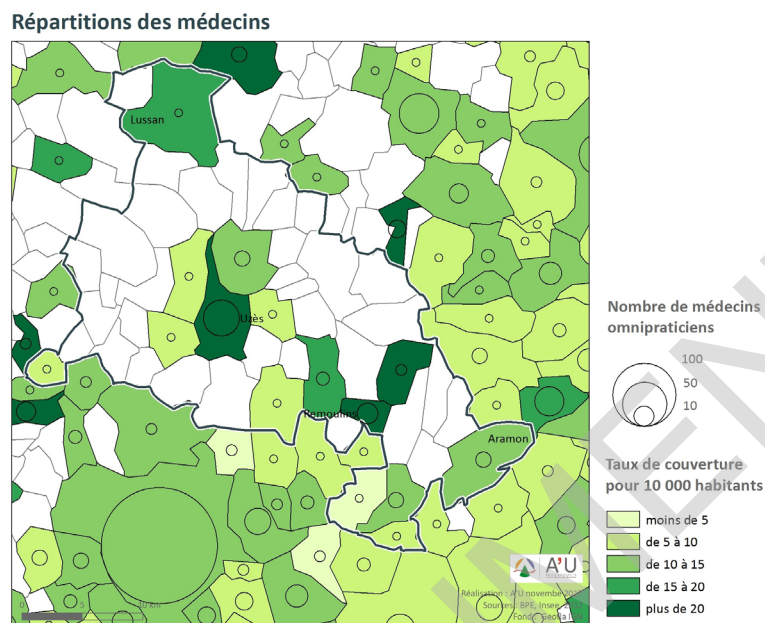 Répartitions des médecins
Lussan
Uzès
Remoulins
Aramon
Nombre de médecins
omnipraticiens
100
50
10
Taux de couverture
pour 10 000 habitants
moins de 5
de 5 à 10
de 10 à 15
de 15 à 20
plus de 20
A'U
Réalisation : A'U novembre
Sources : BPE, Insee,
Fond : Geofla IGN
0 5 10 km